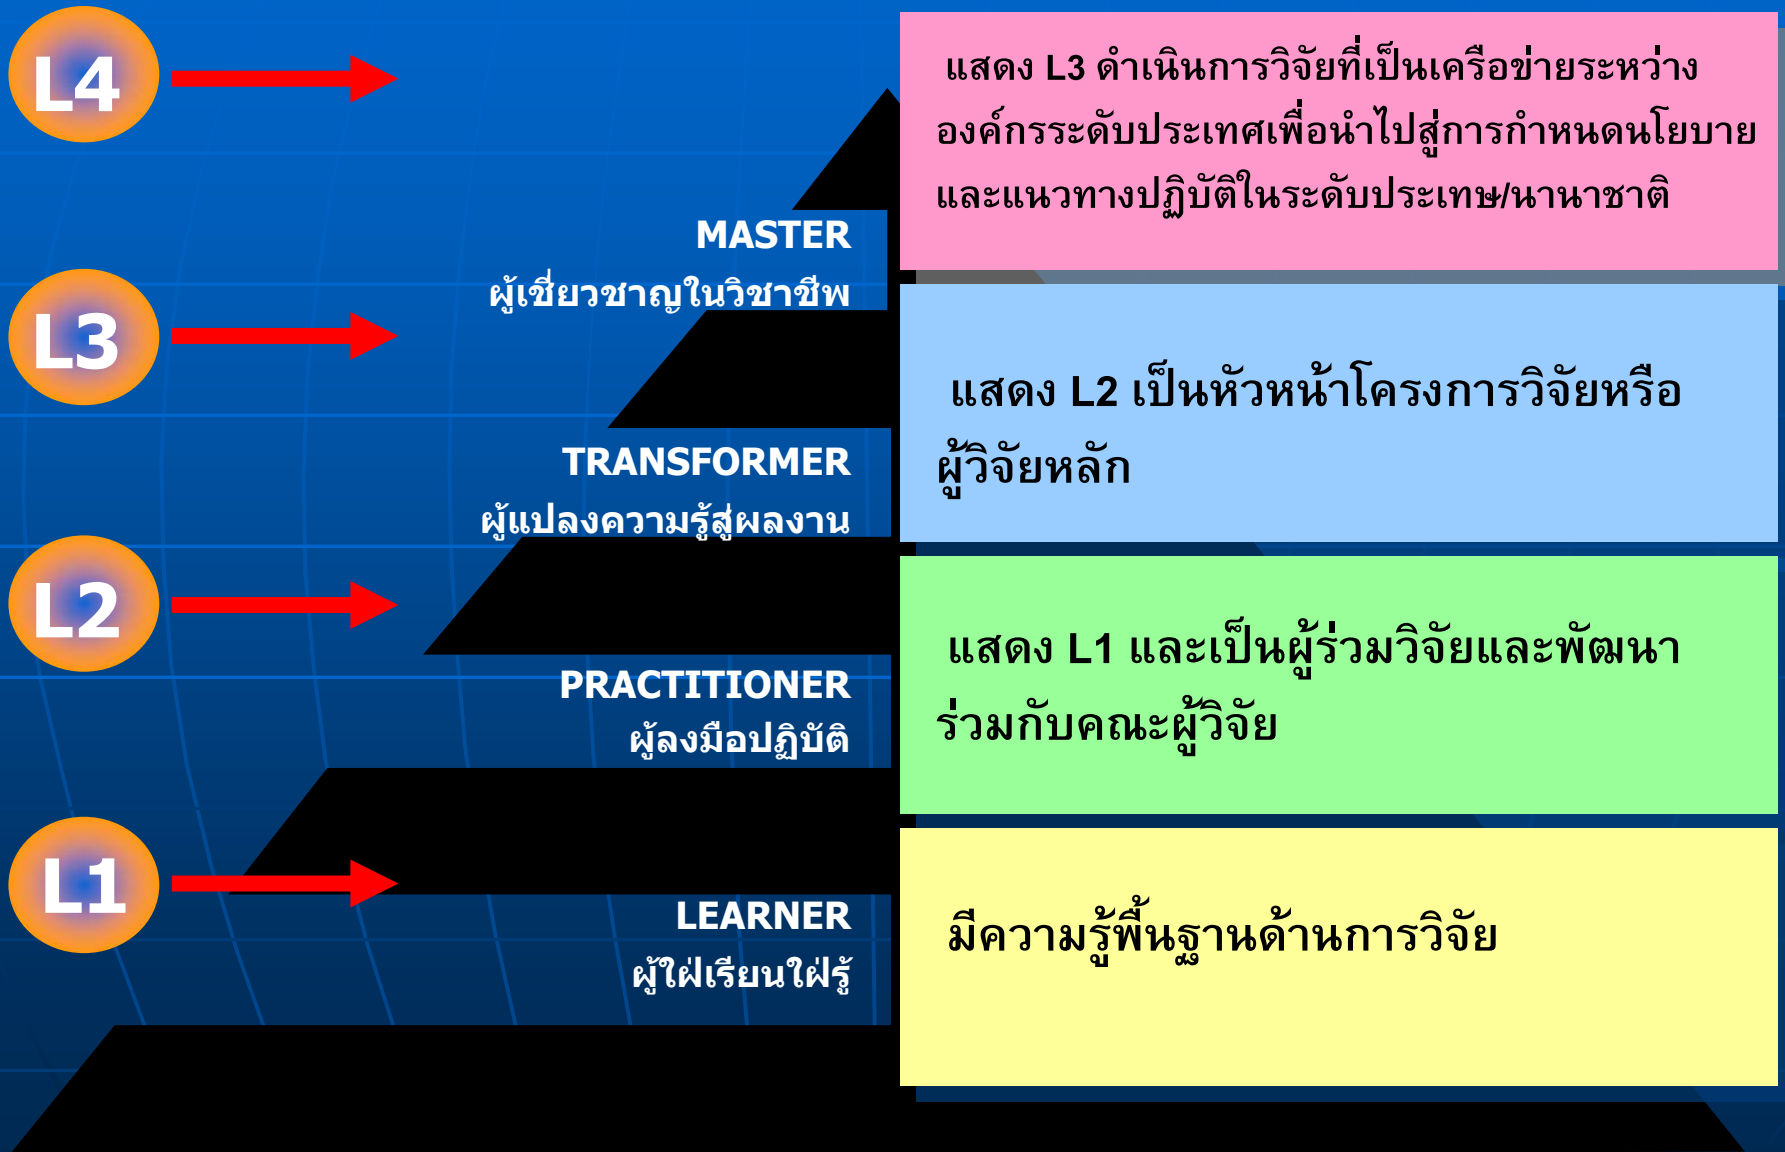 L4
แสดง L3 ดำเนินการวิจัยที่เป็นเครือข่ายระหว่าง
องค์กรระดับประเทศเพื่อนำไปสู่การกำหนดนโยบาย
และแนวทางปฏิบัติในระดับประเทษ/นานาชาติ
MASTER
ผู้เชี่ยวชาญในวิชาชีพ
L3
แสดง L2 เป็นหัวหน้าโครงการวิจัยหรือ
ผู้วิจัยหลัก
TRANSFORMER
ผู้แปลงความรู้สู่ผลงาน
L2
แสดง L1 และเป็นผู้ร่วมวิจัยและพัฒนา
ร่วมกับคณะผู้วิจัย
PRACTITIONER
ผู้ลงมือปฏิบัติ
L1
มีความรู้พื้นฐานด้านการวิจัย
LEARNER
ผู้ใฝ่เรียนใฝ่รู้